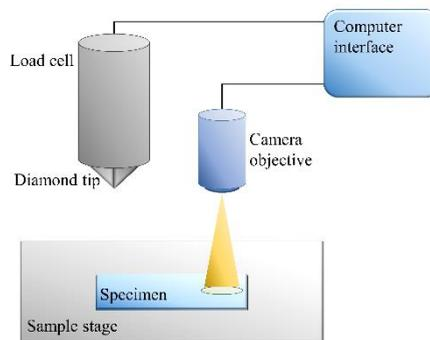 Computer
interface
Load cell
Camera
objective
Diamond tip
Specimen
Sample stage